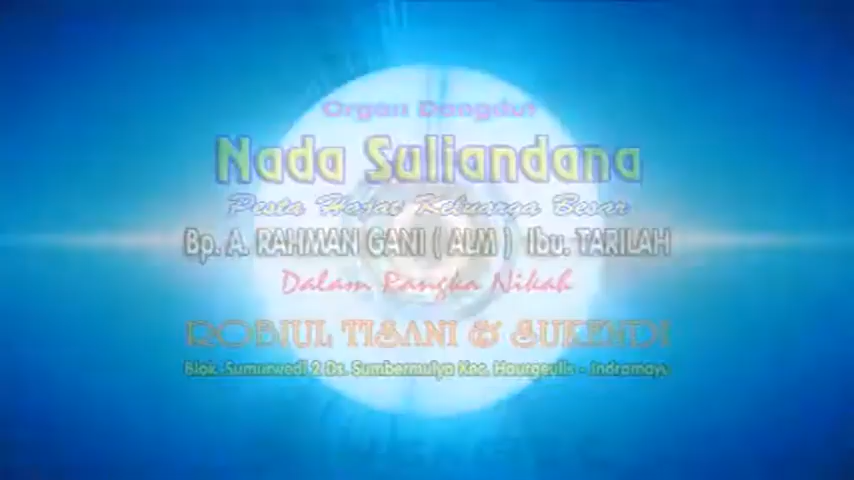 Organ Dangdut
Nada Suliandana
Pesta Hajat Keluarga Besar
Bp. A. RAHMAN GANI ( ALM ) Ibu. TARILAH
Dalam Rangka Nikah
ROBIUL TISANI & SUKENDI
Blok. Sumurwedi 2 Ds. Sumbermulya Kec. Haurgeulis - Indramayu